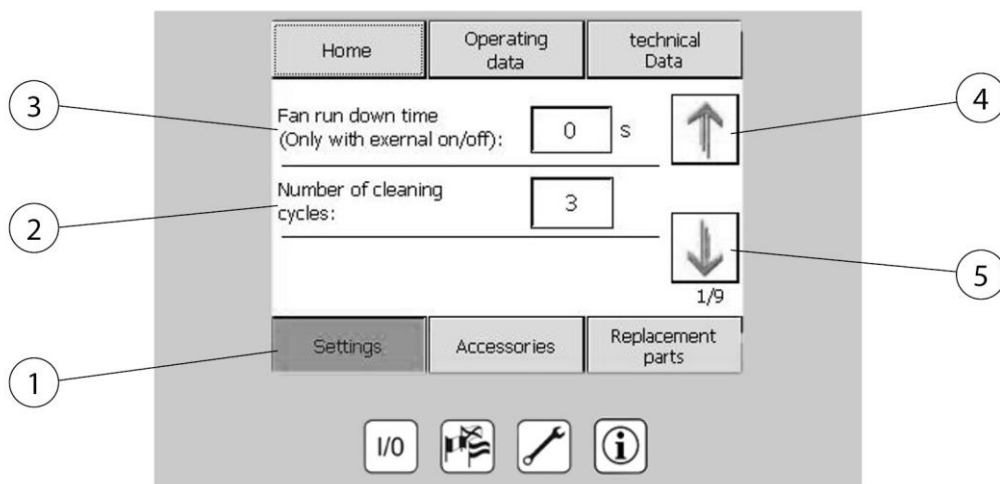 Home
Operating
data
technical
Data
3
Fan run down time
(Only with exernal on/off):
0
s
4
2
Number of cleaning
cycles:
3
5
1/9
1
Settings
Accessories
Replacement
parts
I/0
i